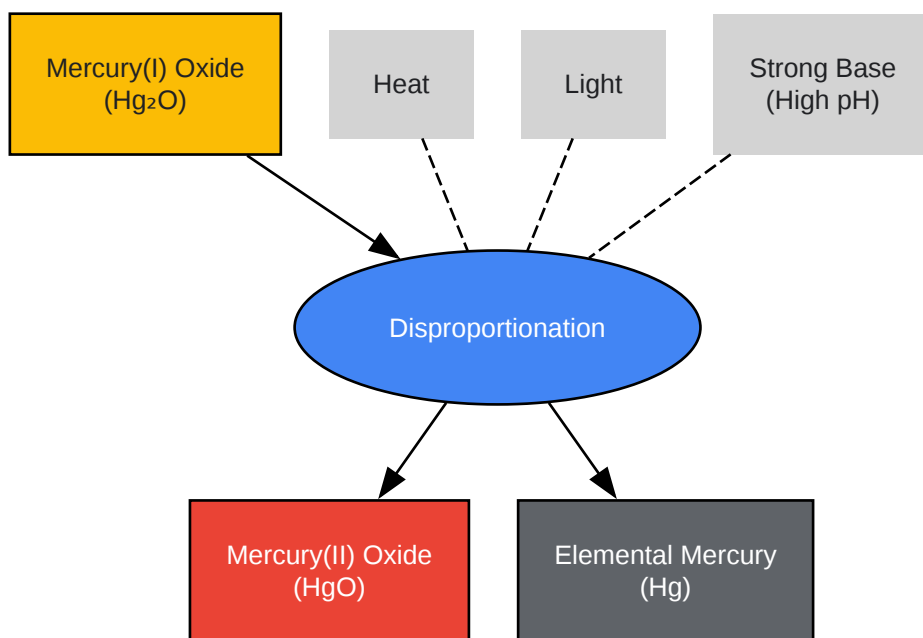 Mercury(I) Oxide
(Hg₂O)
Heat
Light
Strong Base
(High pH)
Disproportionation
Mercury(II) Oxide
(HgO)
Elemental Mercury
(Hg)